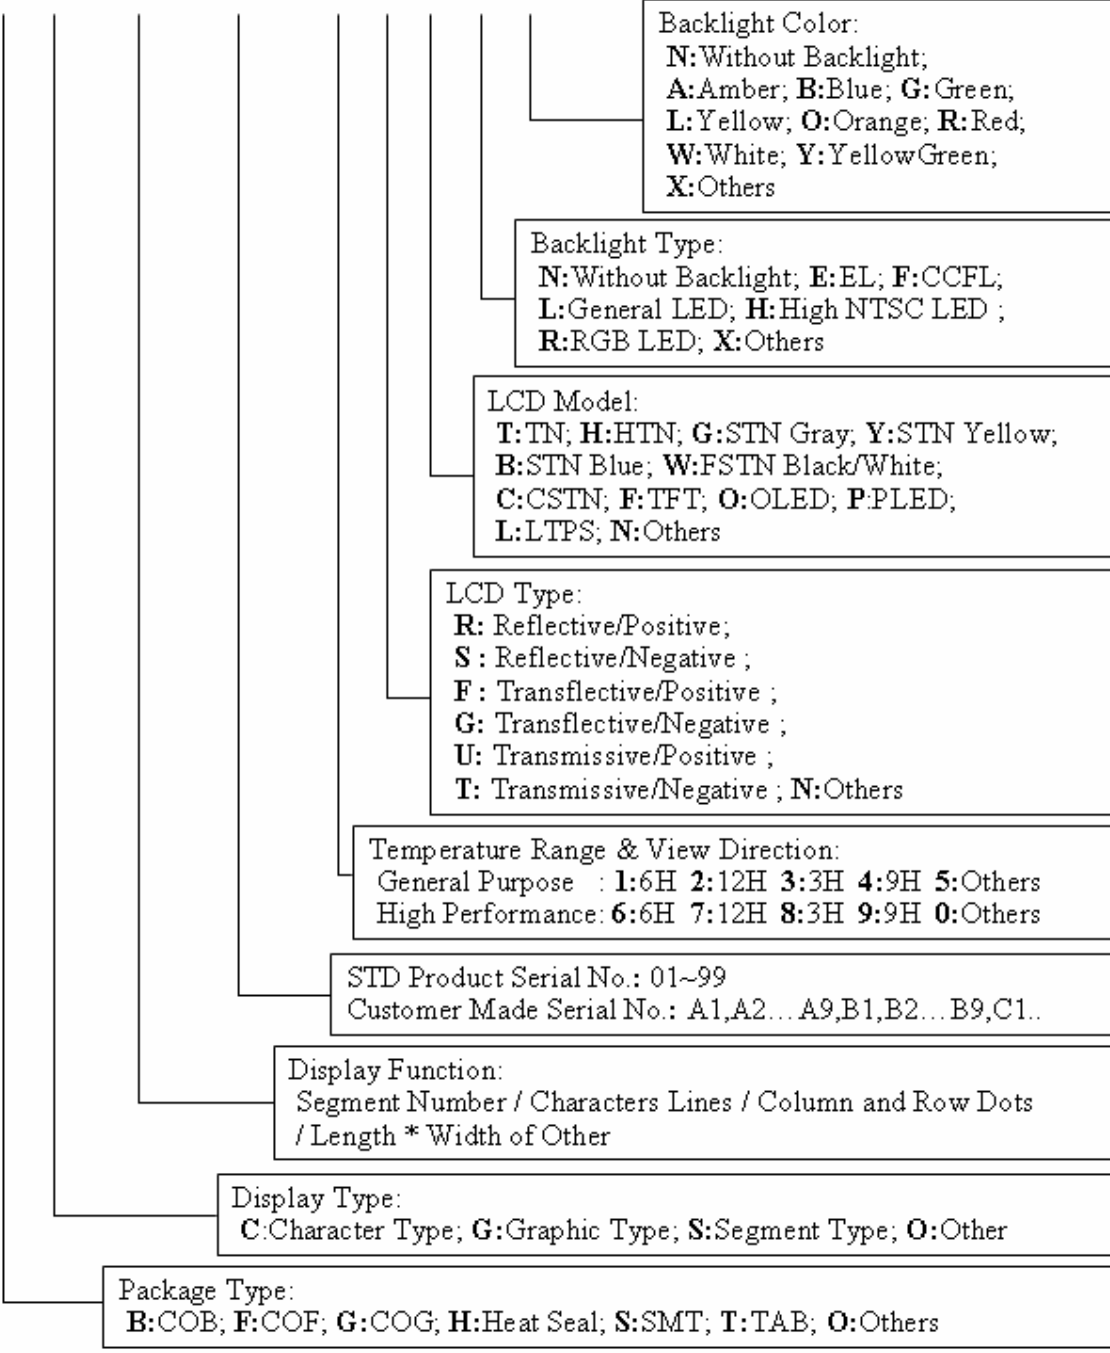 Backlight Color:
N:Without Backlight;
A:Amber; B:Blue; G:Green;
L:Yellow; O:Orange; R:Red;
W:White; Y:YellowGreen;
X:Others
Backlight Type:
N:Without Backlight; E:EL; F:CCFL;
L:General LED; H:High NTSC LED ;
R:RGB LED; X:Others
LCD Model:
T:TN; H:HTN; G:STN Gray; Y:STN Yellow;
B:STN Blue; W:FSTN Black/White;
C:CSTN; F:TFT; O:OLED; P:PLED;
L:LTPS; N:Others
LCD Type:
R: Reflective/Positive;
S : Reflective/Negative ;
F : Transflective/Positive ;
G: Transflective/Negative ;
U: Transmissive/Positive ;
T: Transmissive/Negative ; N:Others
Temperature Range & View Direction:
General Purpose : 1:6H 2:12H 3:3H 4:9H 5:Others
High Performance: 6:6H 7:12H 8:3H 9:9H 0:Others
STD Product Serial No.: 01~99
Customer Made Serial No.: A1,A2...A9,B1,B2...B9,C1..
Display Function:
Segment Number / Characters Lines / Column and Row Dots
/ Length * Width of Other
Display Type:
C:Character Type; G:Graphic Type; S:Segment Type; O:Other
Package Type:
B:COB; F:COF; G:COG; H:Heat Seal; S:SMT; T:TAB; O:Others